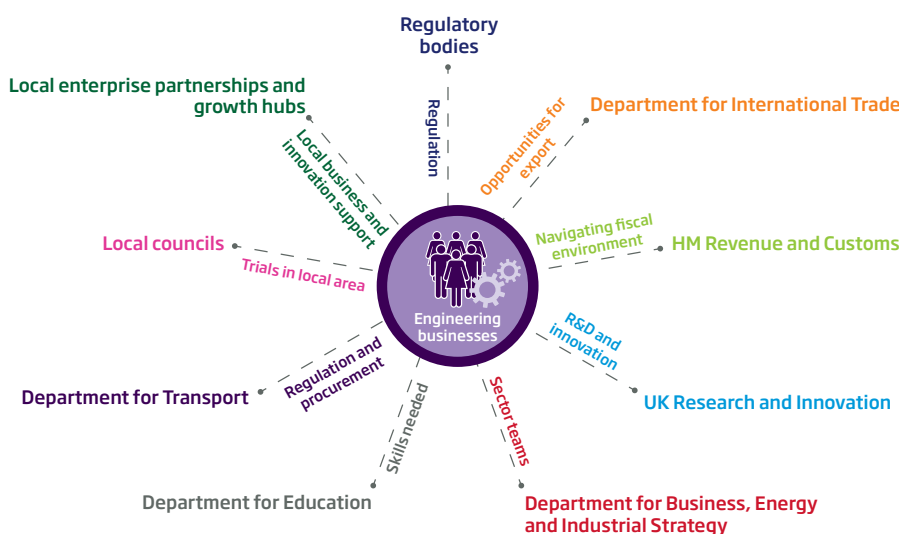 Regulatory
bodies
Regulation
Department for International Trade
Opportunities for
export
HM Revenue and Customs
Navigating fiscal
environment
UK Research and Innovation
R&D and
innovation
Department for Business, Energy
and Industrial Strategy
Sector teams
Department for Education
Skills needed
Department for Transport
Regulation and
procurement
Local councils
Trials in local area
Local enterprise partnerships and
growth hubs
Local business and
innovation support
Engineering
businesses